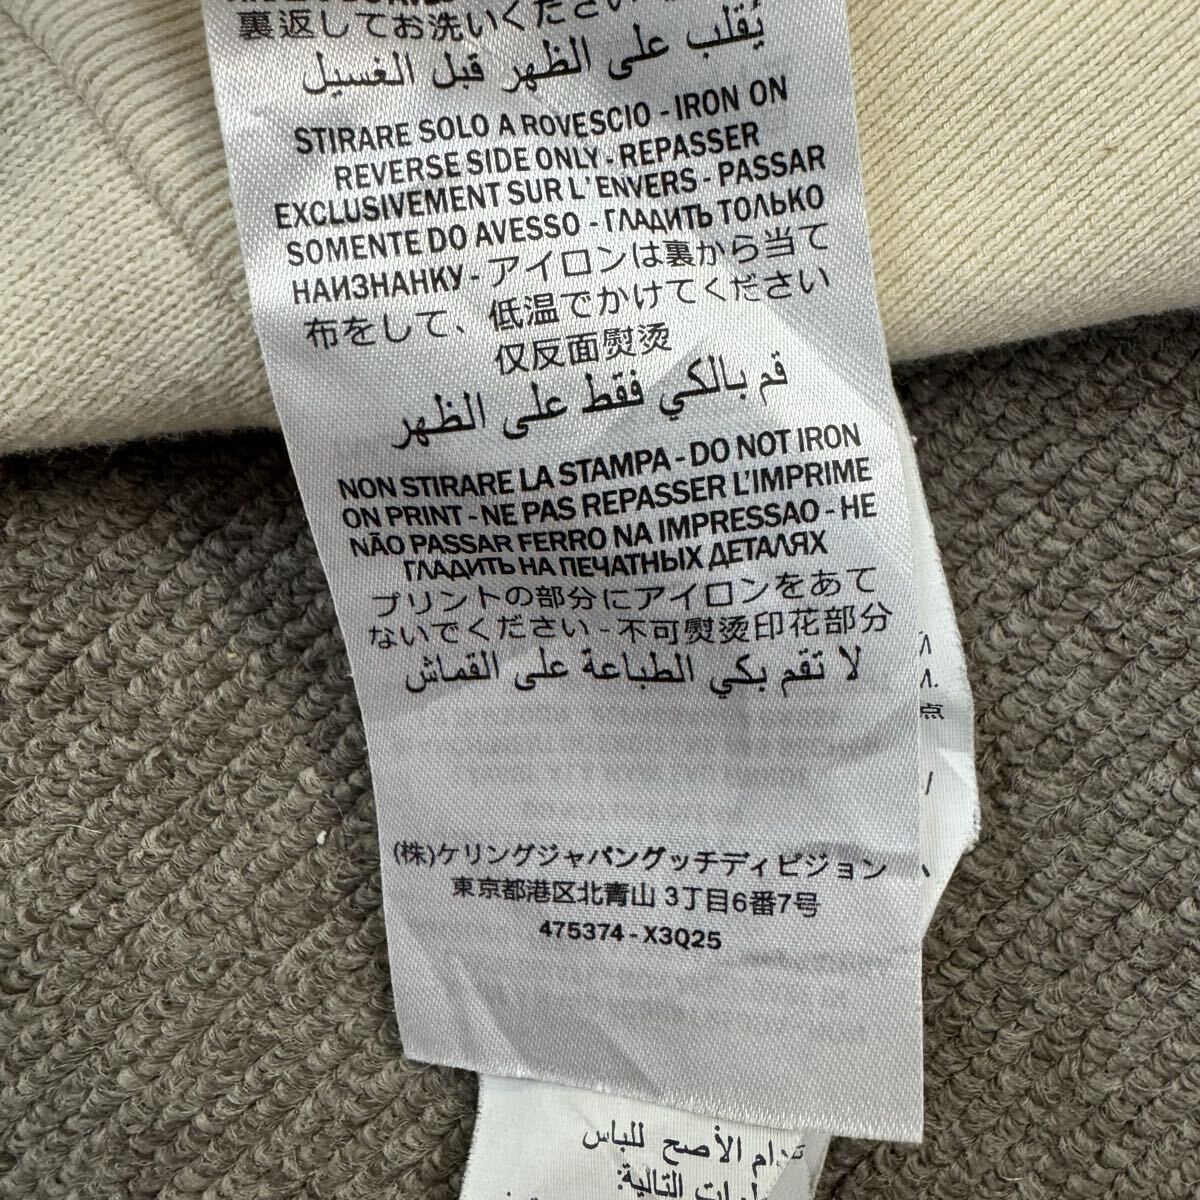 裏返してお洗いください
يُقلب على الظهر قبل الغسيل
STIRARE SOLO A ROVESCIO - IRON ON
REVERSE SIDE ONLY - REPASSER
EXCLUSIVEMENT SUR L'ENVERS - PASSAR
SOMENTE DO AVESSO - ГЛАДИТЬ ТОЛЬКО
НАИЗНАНКУ - アイロンは裏から当て
布をして、低温でかけてください
仅反面熨烫
قم بالكي فقط على الظهر
NON STIRARE LA STAMPA - DO NOT IRON
ON PRINT - NE PAS REPASSER L'IMPRIME
NÃO PASSAR FERRO NA IMPRESSAO - НЕ
ГЛАДИТЬ НА ПЕЧАТНЫХ ДЕТАЛЯХ
プリントの部分にアイロンをあて
ないでください - 不可熨烫印花部分
لا تقم بكي الطباعة على القماش
(株)ケリングジャパングッチディビジョン
東京都港区北青山 3丁目6番7号
475374 - X3Q25
点
الأصح للباس
التالية: